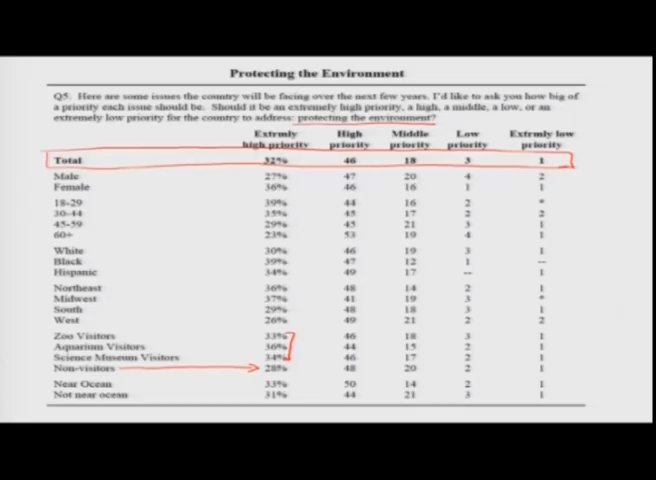 Protecting the Environment
Q5. Here are some issues the country will be facing over the next few years. I'd like to ask you how big of
a priority each issue should be. Should it be an extremely high priority, a high, a middle, a low, or an
extremely low priority for the country to address: protecting the environment?
Extrmly High Middle Low Extrmly low
high priority priority priority priority priority
Total 32% 46 18 3 1
Male 27% 47 20 4 2
Female 36% 46 16 1 1
18-29 39% 44 16 2 *
30-44 35% 45 17 2 2
45-59 29% 45 21 3 1
60+ 23% 53 19 4 1
White 30% 46 19 3 1
Black 39% 47 12 1 --
Hispanic 34% 49 17 -- 1
Northeast 36% 48 14 2 1
Midwest 37% 41 19 3 *
South 29% 48 18 3 1
West 26% 49 21 2 2
Zoo Visitors 33% 46 18 3 1
Aquarium Visitors 36% 44 15 2 1
Science Museum Visitors 34% 46 17 2 1
Non-visitors 28% 48 20 2 1
Near Ocean 33% 50 14 2 1
Not near ocean 31% 44 21 3 1